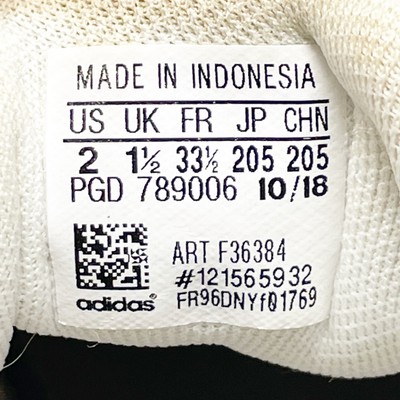 MADE IN INDONESIA
US UK FR JP CHN
2 1½ 33½ 205 205
PGD 789006 10/18
ART F36384
#121565932
adidas® FR96DNYf01769